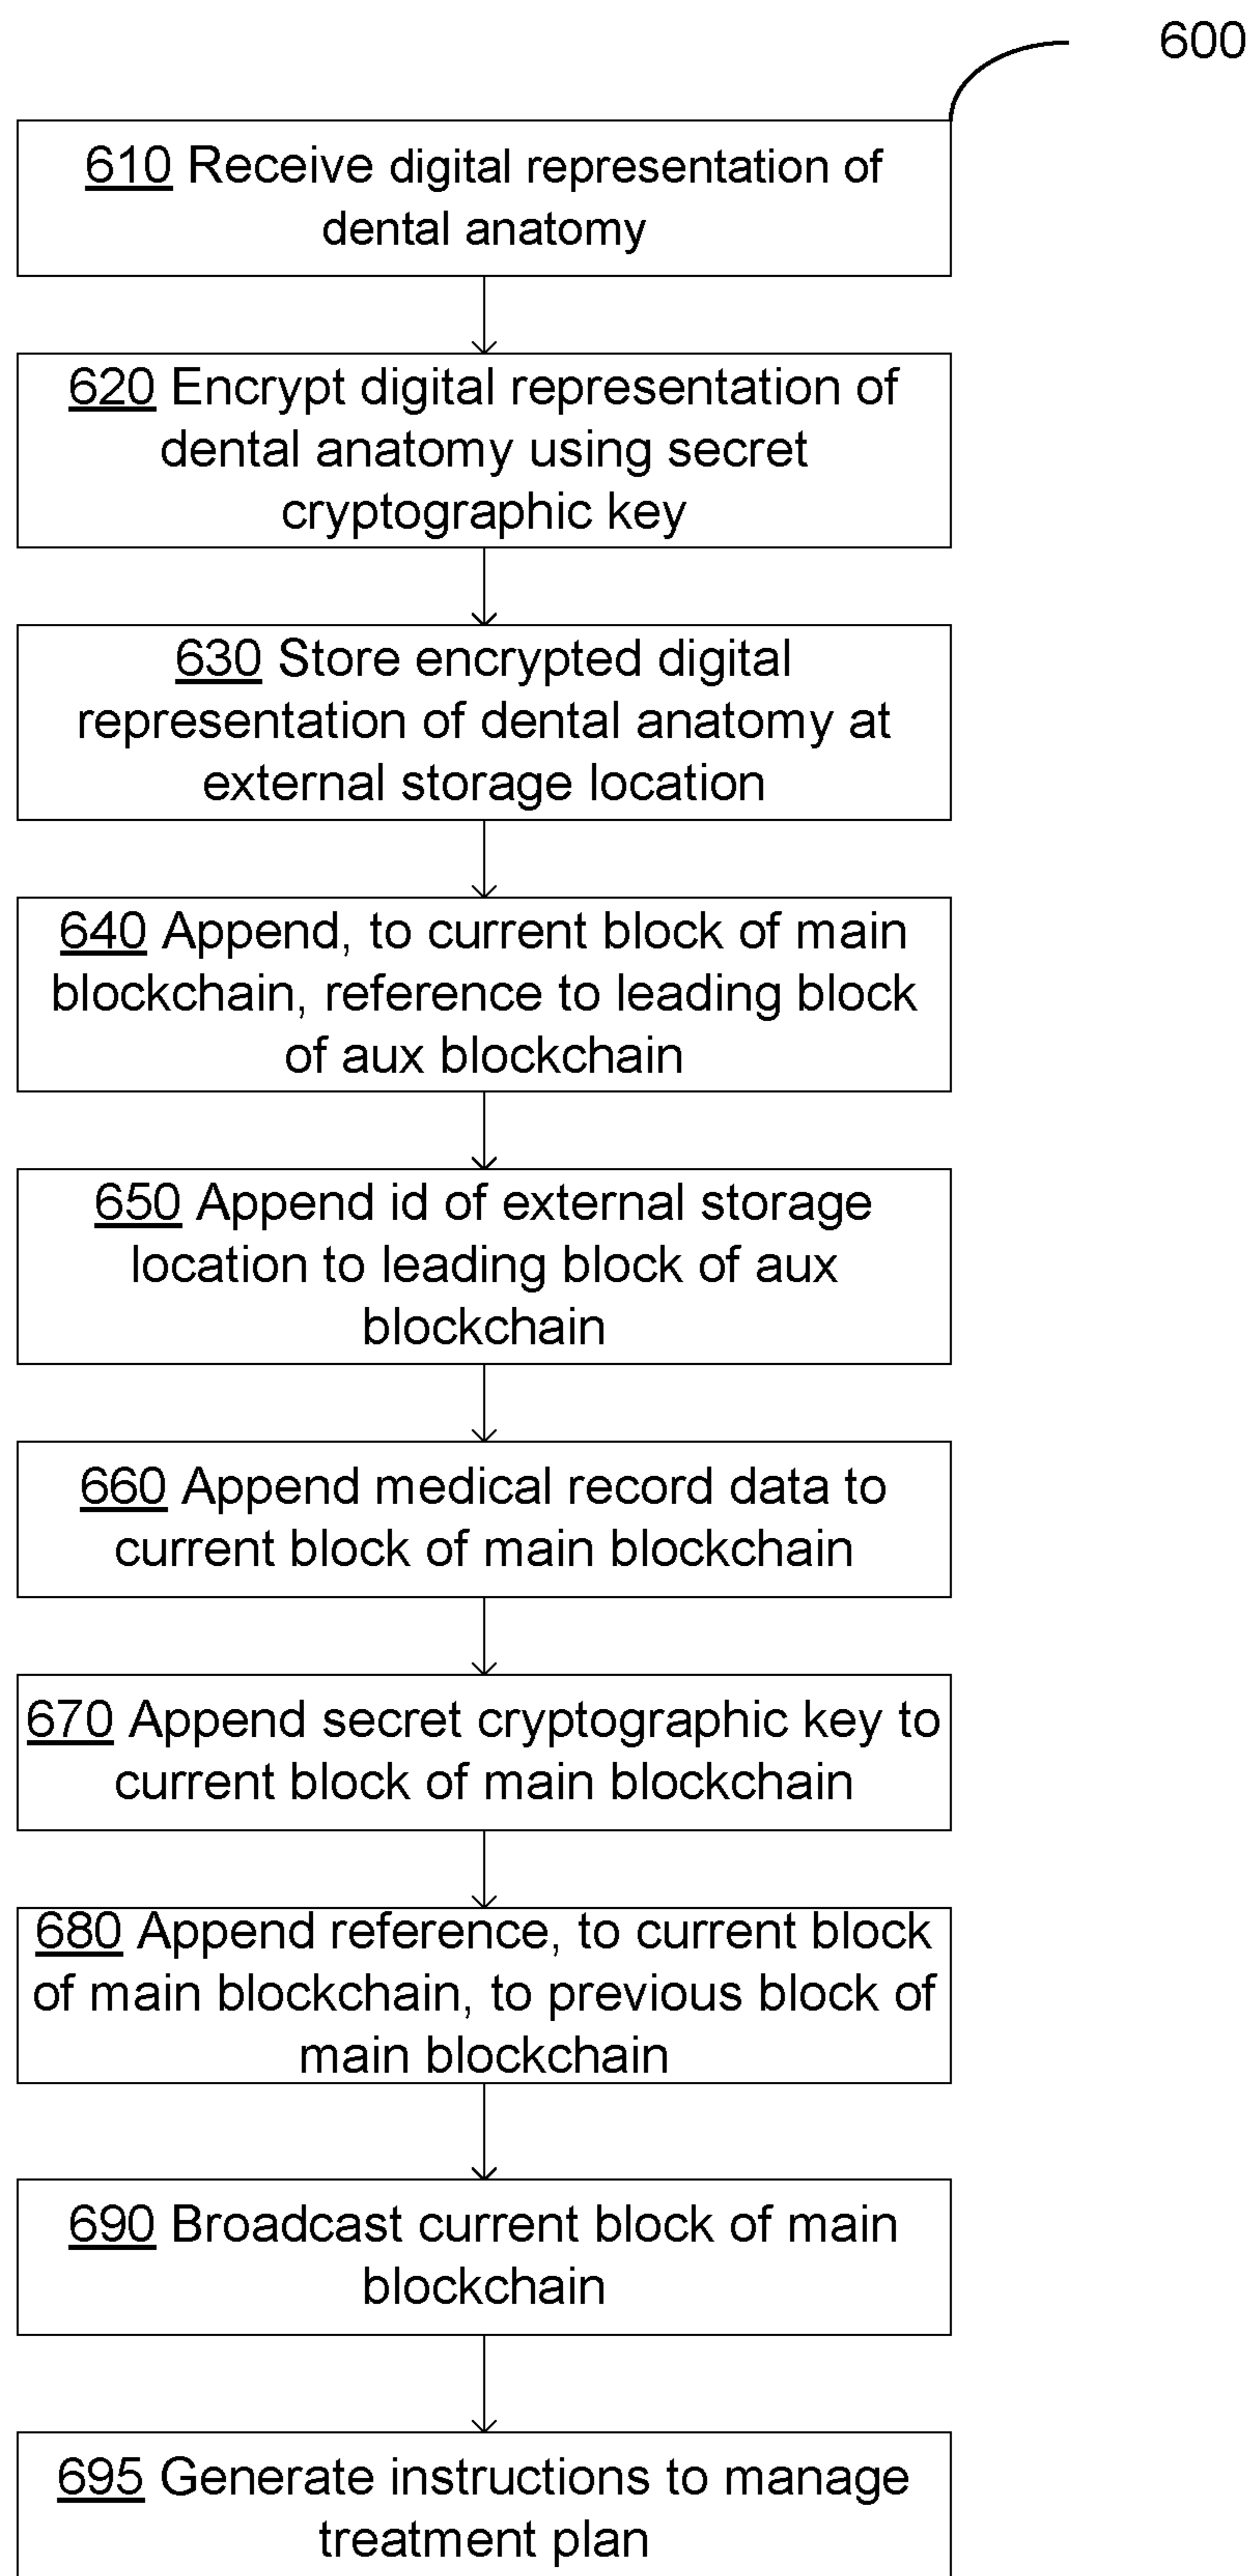 600
610 Receive digital representation of
dental anatomy
620 Encrypt digital representation of
dental anatomy using secret
cryptographic key
630 Store encrypted digital
representation of dental anatomy at
external storage location
640 Append, to current block of main
blockchain, reference to leading block
of aux blockchain
650 Append id of external storage
location to leading block of aux
blockchain
660 Append medical record data to
current block of main blockchain
670 Append secret cryptographic key to
current block of main blockchain
680 Append reference, to current block
of main blockchain, to previous block of
main blockchain
690 Broadcast current block of main
blockchain
695 Generate instructions to manage
treatment plan